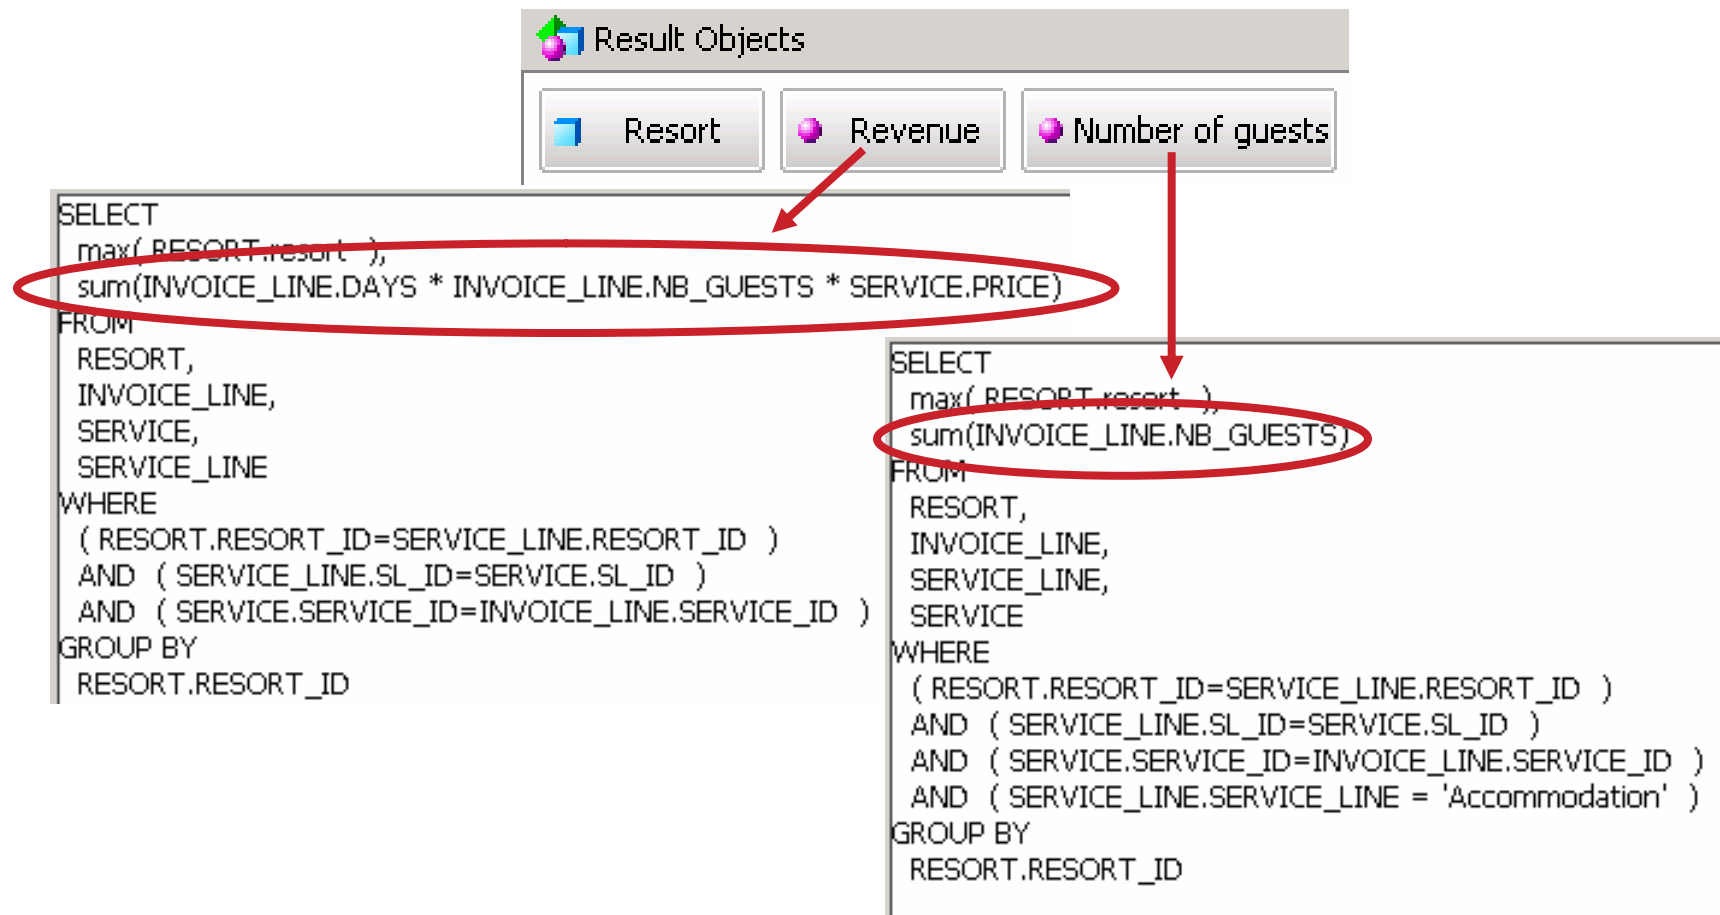 Result Objects
Resort
Revenue
Number of guests
SELECT
max( RESORT.resort ),
sum(INVOICE_LINE.DAYS * INVOICE_LINE.NB_GUESTS * SERVICE.PRICE)
FROM
RESORT,
INVOICE_LINE,
SERVICE,
SERVICE_LINE
WHERE
( RESORT.RESORT_ID=SERVICE_LINE.RESORT_ID )
AND ( SERVICE_LINE.SL_ID=SERVICE.SL_ID )
AND ( SERVICE.SERVICE_ID=INVOICE_LINE.SERVICE_ID )
GROUP BY
RESORT.RESORT_ID
SELECT
max( RESORT.resort ),
sum(INVOICE_LINE.NB_GUESTS)
FROM
RESORT,
INVOICE_LINE,
SERVICE_LINE,
SERVICE
WHERE
( RESORT.RESORT_ID=SERVICE_LINE.RESORT_ID )
AND ( SERVICE_LINE.SL_ID=SERVICE.SL_ID )
AND ( SERVICE.SERVICE_ID=INVOICE_LINE.SERVICE_ID )
AND ( SERVICE_LINE.SERVICE_LINE = 'Accommodation' )
GROUP BY
RESORT.RESORT_ID